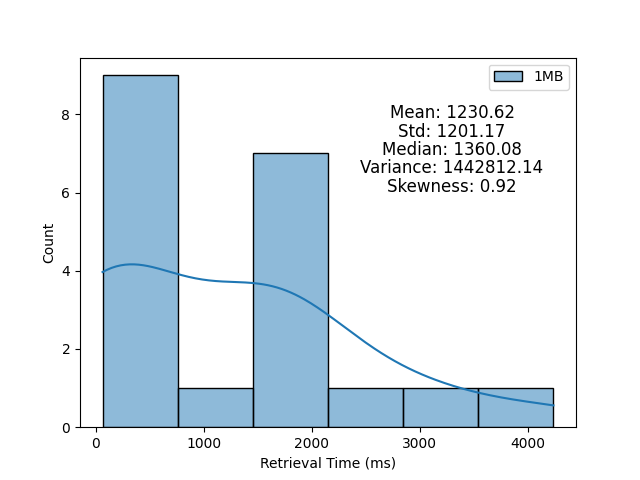 1MB
Mean: 1230.62
Std: 1201.17
Median: 1360.08
Variance: 1442812.14
Skewness: 0.92
8
6
4
2
0
Count
0 1000 2000 3000 4000
Retrieval Time (ms)